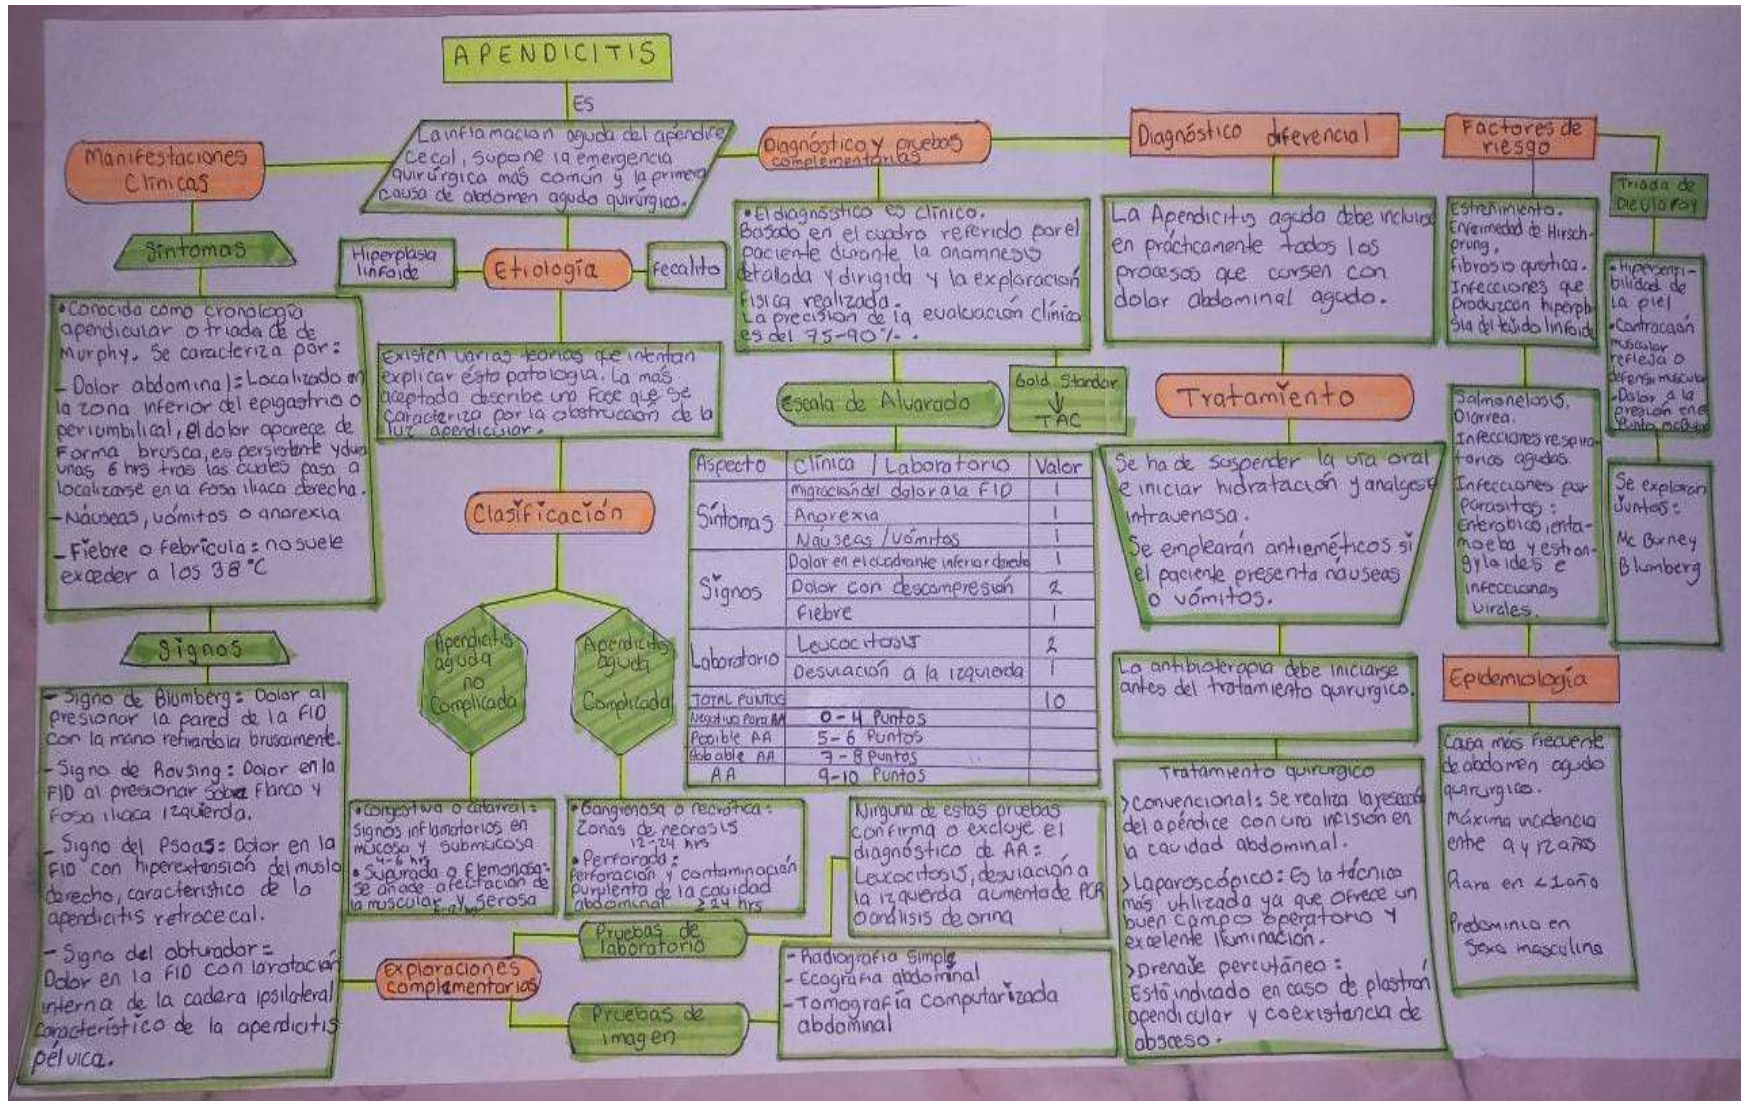 APENDICITIS
Es
La inflamación aguda del apéndice
cecal, supone la emergencia
quirúrgica más común y la primera
causa de abdomen agudo quirúrgico.
Manifestaciones
Clínicas
Síntomas
•Conocida como cronología
apendicular o triada de de
Murphy. Se caracteriza por:
- Dolor abdominal: Localizado en
la zona inferior del epigastrio o
periumbilical, el dolor aparece de
Forma brusca, es persistente y dura
unas 6 hrs tras las cuales pasa a
localizarse en la fosa iliaca derecha.
- Náuseas, vómitos o anorexia
- Fiebre o febrícula: no suele
exceder a los 38°C
Signos
- Signo de Blumberg: Dolor al
presionar la pared de la FID
con la mano retirandola bruscamente.
- Signo de Rovsing: Dolor en la
FID al presionar sobre flanco y
Fosa iliaca izquierda.
- Signo del Psoas: Dolor en la
FID con hiperextensión del muslo
derecho, característico de la
apendicitis retrocecal.
- Signo del obturador:
Dolor en la FID con la rotación
interna de la cadera ipsilateral
característico de la apendicitis
pélvica.
Hiperplasia
linfoide
Etiología
fecalito
Existen varias teorías que intentan
explicar esta patología. La más
aceptada describe una Fase que se
caracteriza por la obstrucción de la
luz apendicular.
Clasificación
Apendicitis
aguda
no
Complicada
Apendicitis
aguda
Complicada
•Congestiva o catarral:
Signos inflamatorios en
mucosa y submucosa
4-6 hrs
•Supurada o flemonosa:
se añade afectación de
la muscular y serosa
•Gangrenosa o necrótica:
Zonas de necrosis
12-24 hrs
•Perforada:
perforación y contaminación
purulenta de la cavidad
abdominal ≥24 hrs
Exploraciones
complementarias
Pruebas de
laboratorio
Ninguna de estas pruebas
confirma o excluye el
diagnóstico de AA:
Leucocitosis, desviación a
la izquierda aumento de PCR
o análisis de orina
Pruebas de
imagen
- Radiografía Simple
- Ecografía abdominal
- Tomografía computarizada
abdominal
Diagnóstico y pruebas
complementarias
•El diagnóstico es clínico.
Basado en el cuadro referido por el
paciente durante la anamnesis
detallada y dirigida y la exploración
Física realizada.
La precisión de la evaluación clínica
es del 75-90%.
Escala de Alvarado
Gold Standar
↓
TAC
Aspecto Clínica / Laboratorio Valor
Síntomas
migración del dolor a la FID 1
Anorexia 1
Náuseas / Vómitos 1
Signos
Dolor en el cuadrante inferior derecho 1
Dolor con descompresión 2
Fiebre 1
Laboratorio
Leucocitosis 2
Desviación a la izquierda 1
TOTAL PUNTOS 10
Negativo Para AA 0-4 Puntos
Posible AA 5-6 Puntos
Probable AA 7-8 puntos
AA 9-10 Puntos
Diagnóstico diferencial
La Apendicitis aguda debe incluirse
en prácticamente todos los
procesos que cursen con
dolor abdominal agudo.
Tratamiento
Se ha de suspender la vía oral
e iniciar hidratación y analgesia
intravenosa.
Se emplearán antieméticos si
el paciente presenta náuseas
o vómitos.
La antibioterapia debe iniciarse
antes del tratamiento quirurgico.
Tratamiento quirurgico
>Convencional: Se realiza la resección
del apéndice con una incisión en
la cavidad abdominal.
>Laparoscópico: Es la técnica
más utilizada ya que ofrece un
buen campo operatorio y
excelente iluminación.
>Drenaje percutáneo:
Está indicado en caso de plastrón
apendicular y coexistencia de
absceso.
Factores de
riesgo
Estreñimiento.
Enfermedad de Hirsch-
prung.
Fibrosis quística.
Infecciones que
produzcan hiperpla-
sia del tejido linfoide
Salmonelosis.
Diarrea.
Infecciones respira-
torias agudas.
Infecciones por
parasitos:
Enterobios, enta-
moeba y estron-
gyloides e
infecciones
virales.
Epidemiología
Casa más frecuente
de abdomen agudo
quirúrgico.
máxima incidencia
entre 9 y 12 años
Rara en <1 año
Predominio en
sexo masculino
Triada de
Dieulafoy
•Hipersensi-
bilidad de
la piel
•Contracción
muscular
refleja o
defensa muscular
•Dolor a la
presión en el
Punto McBurney
Se exploran
puntos:
Mc Burney
Blumberg